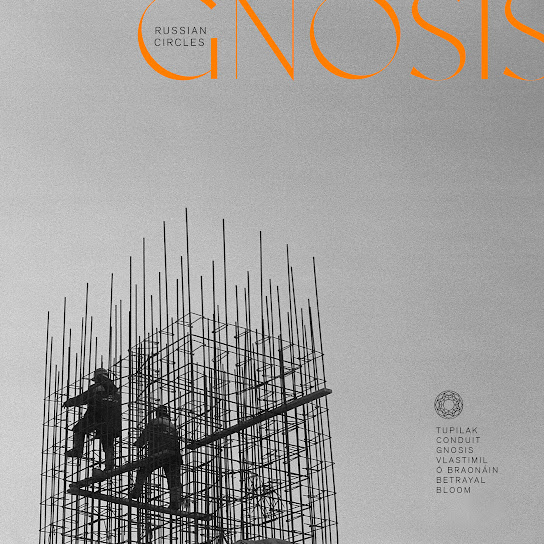 GNOSIS
RUSSIAN
CIRCLES
TUPILAK
CONDUIT
GNOSIS
VLASTIMIL
Ó BRAONÁIN
BETRAYAL
BLOOM